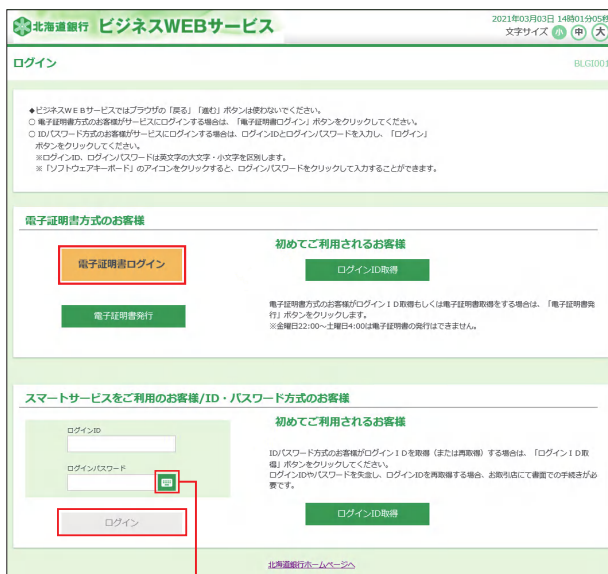 北海道銀行 ビジネスWEBサービス
2021年03月03日 14時01分05秒
文字サイズ 小 中 大
ログイン
BLGI001
◆ビジネスWEBサービスではブラウザの「戻る」「進む」ボタンは使わないでください。
○ 電子証明書方式のお客様がサービスにログインする場合は、「電子証明書ログイン」ボタンをクリックしてください。
○ ID/パスワード方式のお客様がサービスにログインする場合は、ログインIDとログインパスワードを入力し、「ログイン」
ボタンをクリックしてください。
※ログインID、ログインパスワードは英文字の大文字・小文字を区別します。
※「ソフトウェアキーボード」のアイコンをクリックすると、ログインパスワードをクリックして入力することができます。
電子証明書方式のお客様
電子証明書ログイン
電子証明書発行
初めてご利用されるお客様
ログインID取得
電子証明書方式のお客様がログインID取得もしくは電子証明書取得をする場合は、「電子証明書発
行」ボタンをクリックします。
※金曜日22:00～土曜日4:00は電子証明書の発行はできません。
スマートサービスをご利用のお客様/ID・パスワード方式のお客様
ログインID
ログインパスワード
ログイン
初めてご利用されるお客様
ID/パスワード方式のお客様がログインIDを取得（または再取得）する場合は、「ログインID取
得」ボタンをクリックしてください。
ログインIDやパスワードを失念し、ログインIDを再取得する場合、お取引店にて書面での手続きが必
要です。
ログインID取得
北海道銀行ホームページへ